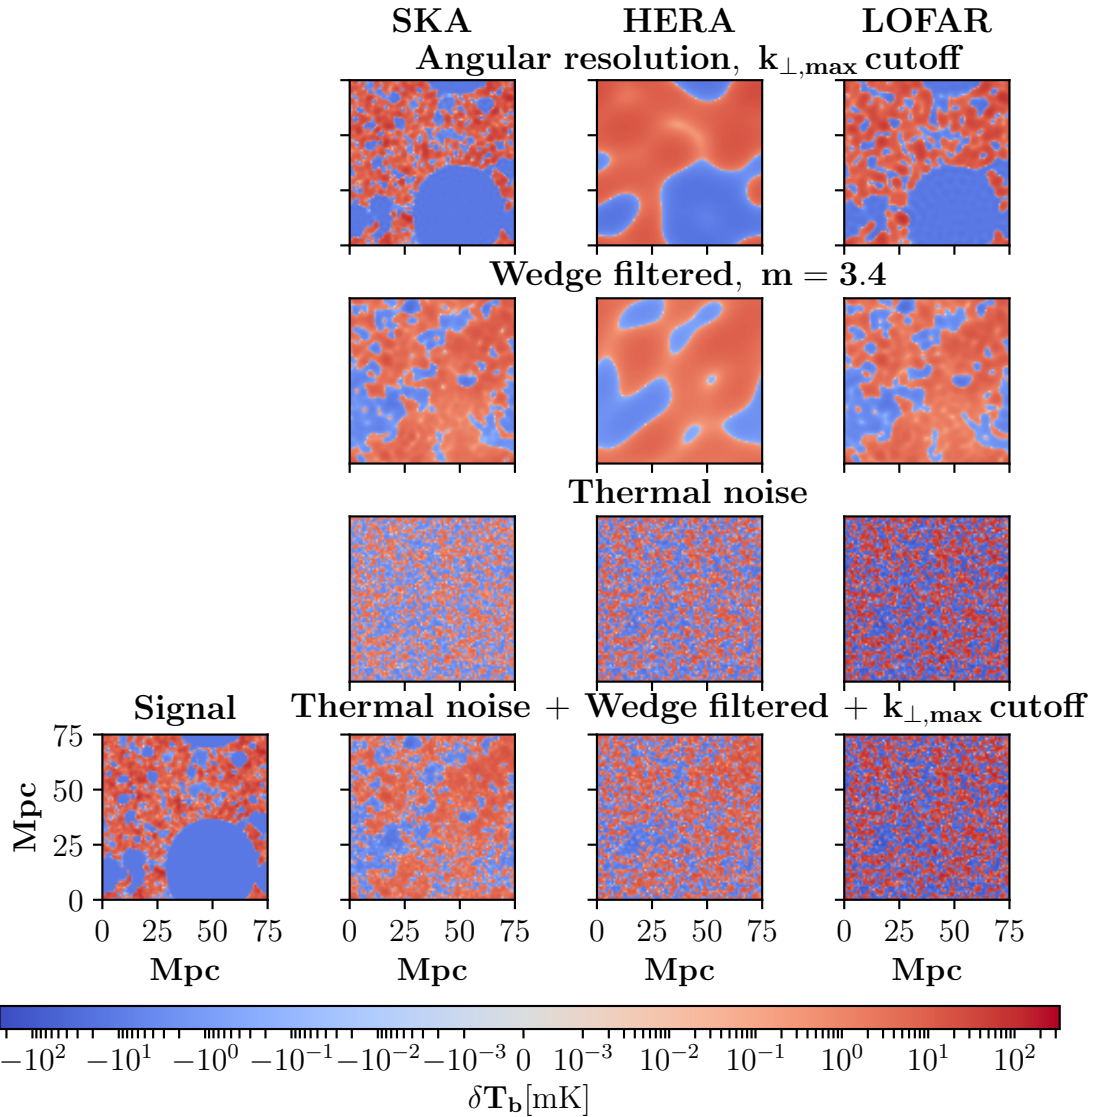 SKA HERA LOFAR
Angular resolution, k⊥,max cutoff
Wedge filtered, m = 3.4
Thermal noise
Signal
Thermal noise + Wedge filtered + k⊥,max cutoff
75
50
25
0
Mpc
0 25 50 75
0 25 50 75
0 25 50 75
0 25 50 75
Mpc Mpc Mpc Mpc
−10² −10¹ −10⁰ −10⁻¹ −10⁻² −10⁻³ 0 10⁻³ 10⁻² 10⁻¹ 10⁰ 10¹ 10²
δT_b[mK]